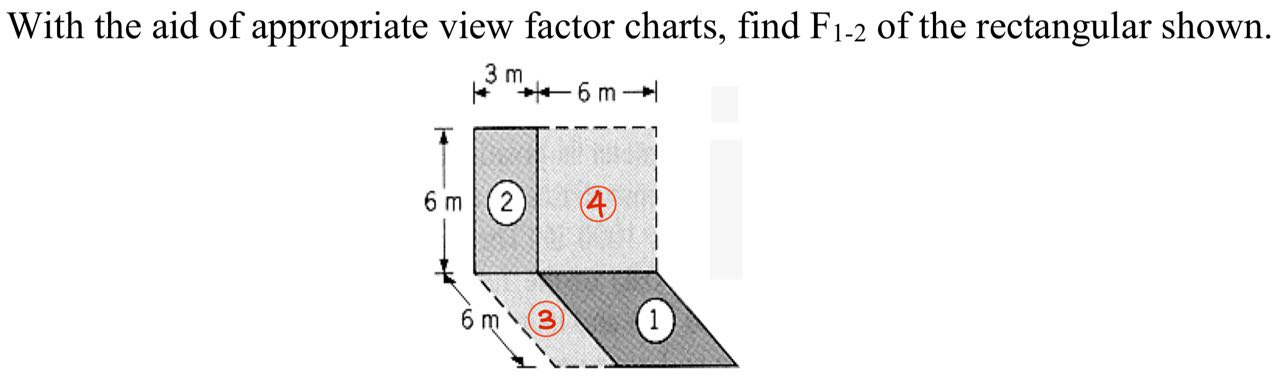 With the aid of appropriate view factor charts, find F1-2 of the rectangular shown.
3 m
6 m
6 m
2
4
6 m
3
1